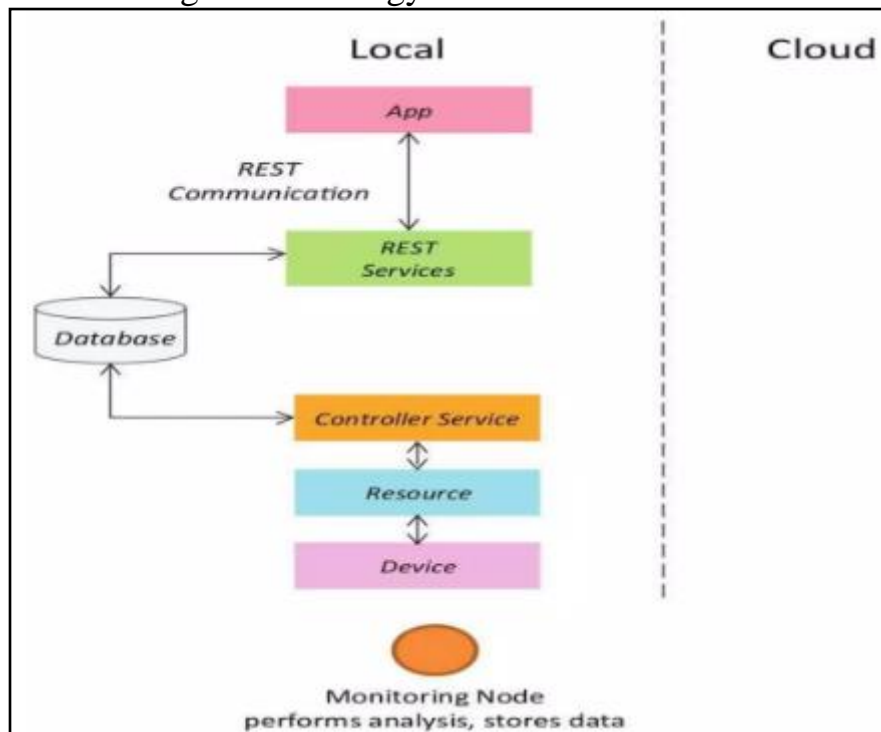 Local
Cloud
App
REST
Communication
REST
Services
Database
Controller Service
Resource
Device
Monitoring Node
performs analysis, stores data